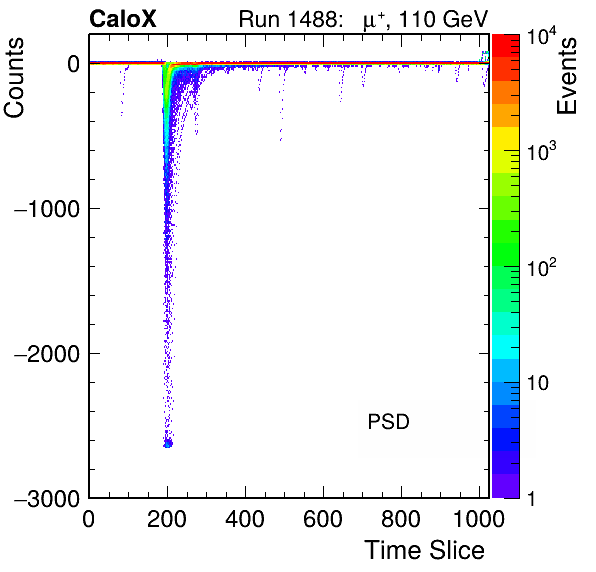 CaloX Run 1488: μ⁺, 110 GeV
Counts
Events
0
−1000
−2000
−3000
0 200 400 600 800 1000
Time Slice
PSD
10⁴
10³
10²
10
1